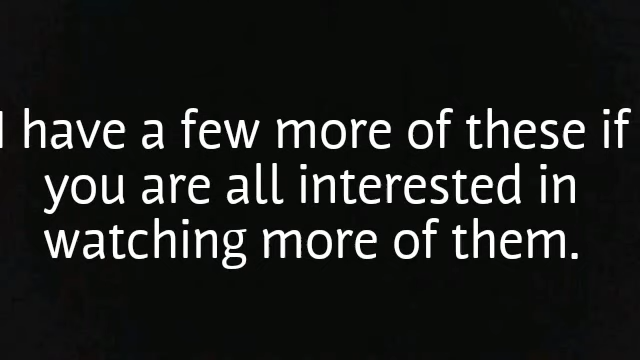 I have a few more of these if
you are all interested in
watching more of them.